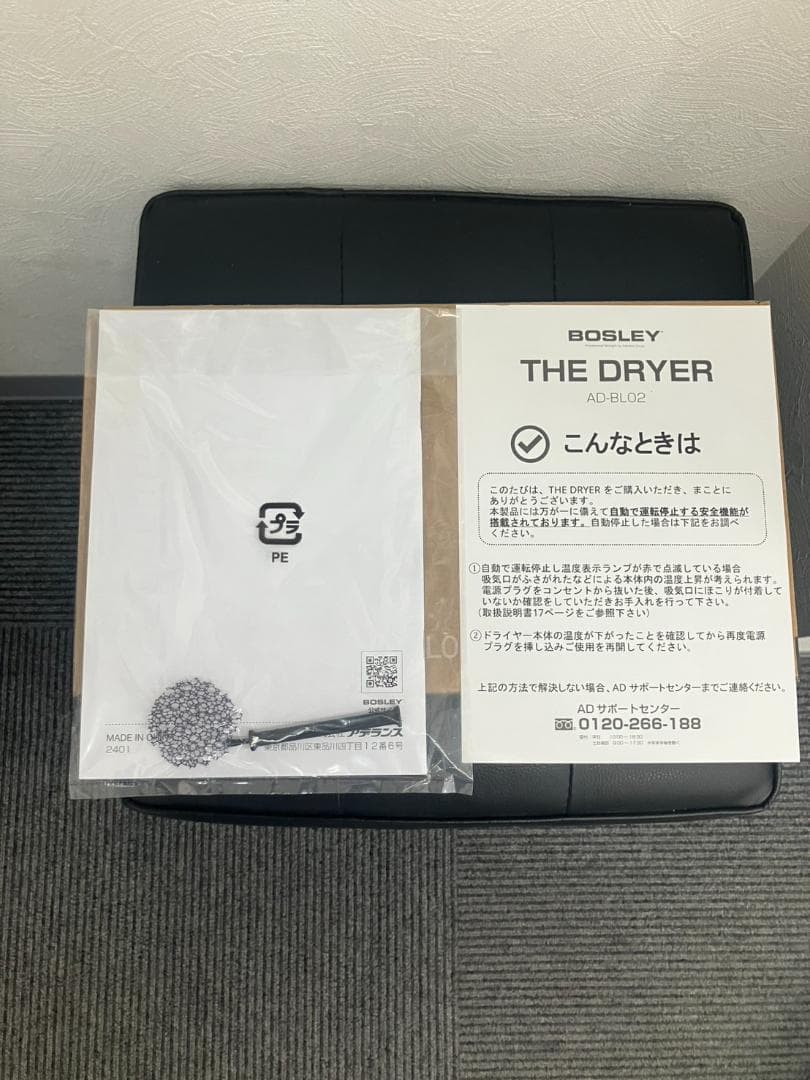 プラ
PE
BOSLEY
公式サイト
MADE IN
2401
アデランス
東京都品川区東品川四丁目12番6号
LO
BOSLEY
THE DRYER
AD-BL02
こんなときは
このたびは、THE DRYER をご購入いただき、まことに
ありがとうございます。
本製品には万が一に備えて自動で運転停止する安全機能が
搭載されております。自動停止した場合は下記をお調べ
ください。
①自動で運転停止し温度表示ランプが赤で点滅している場合
吸気口がふさがれたなどによる本体内の温度上昇が考えられます。
電源プラグをコンセントから抜いた後、吸気口にほこりが付着して
いないか確認をしていただきお手入れを行って下さい。
(取扱説明書17ページをご参照下さい)
②ドライヤー本体の温度が下がったことを確認してから再度電源
プラグを挿し込みご使用を再開してください。
上記の方法で解決しない場合、AD サポートセンターまでご連絡ください。
AD サポートセンター
0120-266-188